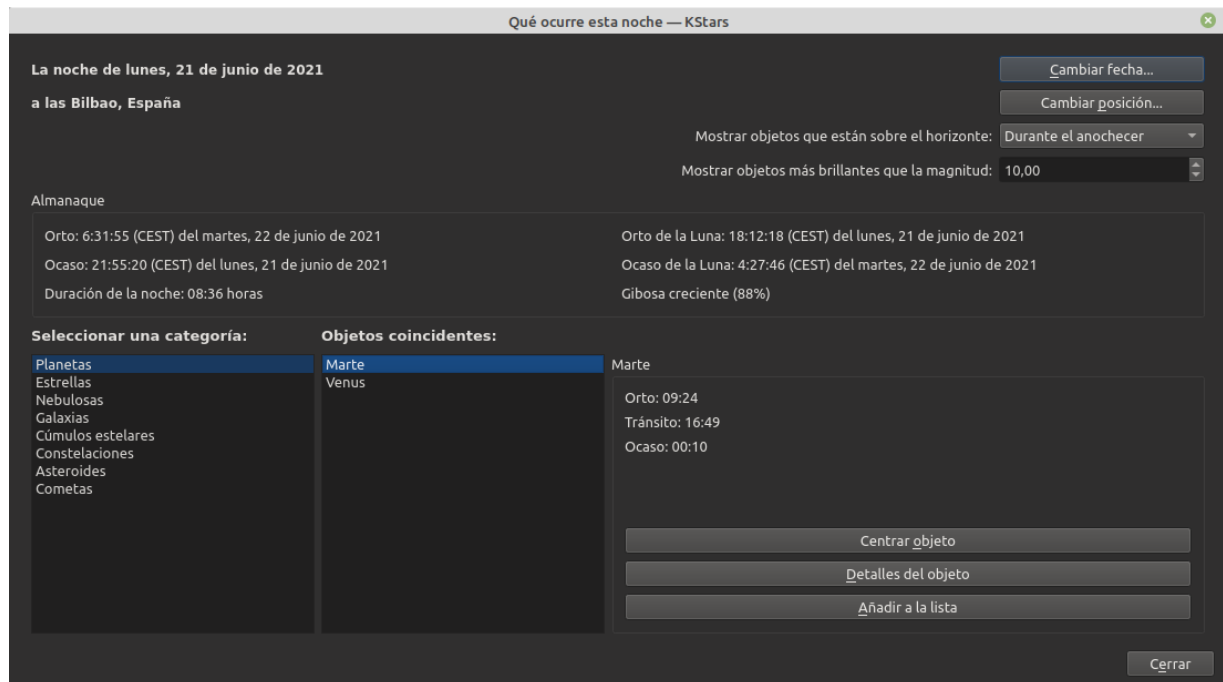 Qué ocurre esta noche — KStars
La noche de lunes, 21 de junio de 2021
Cambiar fecha...
a las Bilbao, España
Cambiar posición...
Mostrar objetos que están sobre el horizonte: Durante el anochecer
Mostrar objetos más brillantes que la magnitud: 10,00
Almanaque
Orto: 6:31:55 (CEST) del martes, 22 de junio de 2021
Orto de la Luna: 18:12:18 (CEST) del lunes, 21 de junio de 2021
Ocaso: 21:55:20 (CEST) del lunes, 21 de junio de 2021
Ocaso de la Luna: 4:27:46 (CEST) del martes, 22 de junio de 2021
Duración de la noche: 08:36 horas
Gibosa creciente (88%)
Seleccionar una categoría:
Planetas
Estrellas
Nebulosas
Galaxias
Cúmulos estelares
Constelaciones
Asteroides
Cometas
Objetos coincidentes:
Marte
Venus
Marte
Orto: 09:24
Tránsito: 16:49
Ocaso: 00:10
Centrar objeto
Detalles del objeto
Añadir a la lista
Cerrar